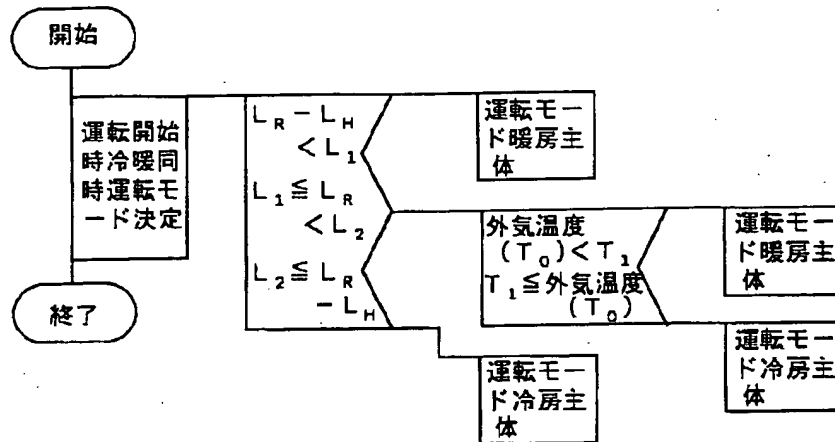 開始
運転開始
時冷暖同
時運転モ
ード決定
終了
L_R－L_H
＜L_1
L_1≦L_R
＜L_2
L_2≦L_R
－L_H
運転モー
ド暖房主
体
外気温度
(T_0)＜T_1
T_1≦外気温度
(T_0)
運転モー
ド暖房主
体
運転モー
ド冷房主
体
運転モー
ド冷房主
体